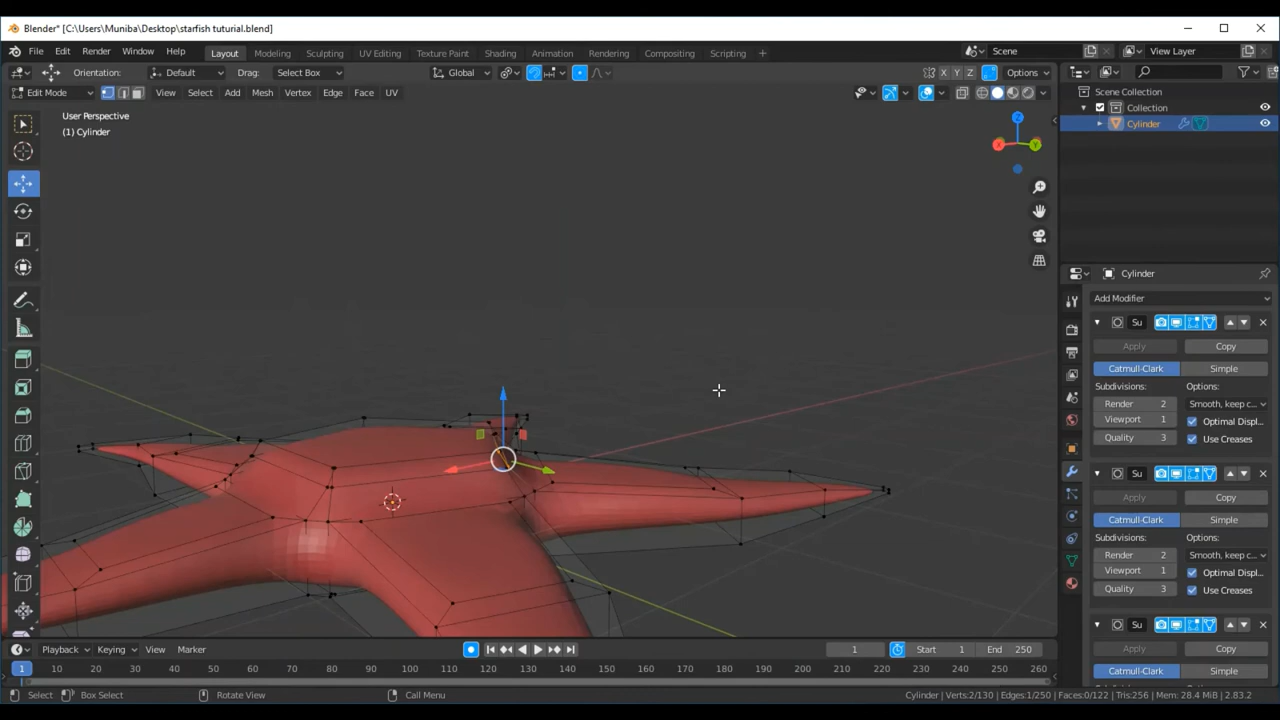 Blender* [C:\Users\Muniba\Desktop\starfish tuturial.blend]
File Edit Render Window Help Layout Modeling Sculpting UV Editing Texture Paint Shading Animation Rendering Compositing Scripting + Scene View Layer
Orientation: Default Drag: Select Box Global X Y Z Options
Edit Mode View Select Add Mesh Vertex Edge Face UV
User Perspective
(1) Cylinder
Z
X Y
Scene Collection
Collection
Cylinder
Cylinder
Add Modifier
Su
Apply Copy
Catmull-Clark Simple
Subdivisions: Options:
Render 2 Smooth, keep c..
Viewport 1 Optimal Displ..
Quality 3 Use Creases
Su
Apply Copy
Catmull-Clark Simple
Subdivisions: Options:
Render 2 Smooth, keep c..
Viewport 1 Optimal Displ..
Quality 3 Use Creases
Su
Apply Copy
Catmull-Clark Simple
Playback Keying View Marker 1 Start 1 End 250
1 10 20 30 40 50 60 70 80 90 100 110 120 130 140 150 160 170 180 190 200 210 220 230 240 250 260
Select Box Select Rotate View Call Menu Cylinder | Verts:2/130 | Edges:1/250 | Faces:0/122 | Tris:256 | Mem: 28.4 MiB | 2.83.2